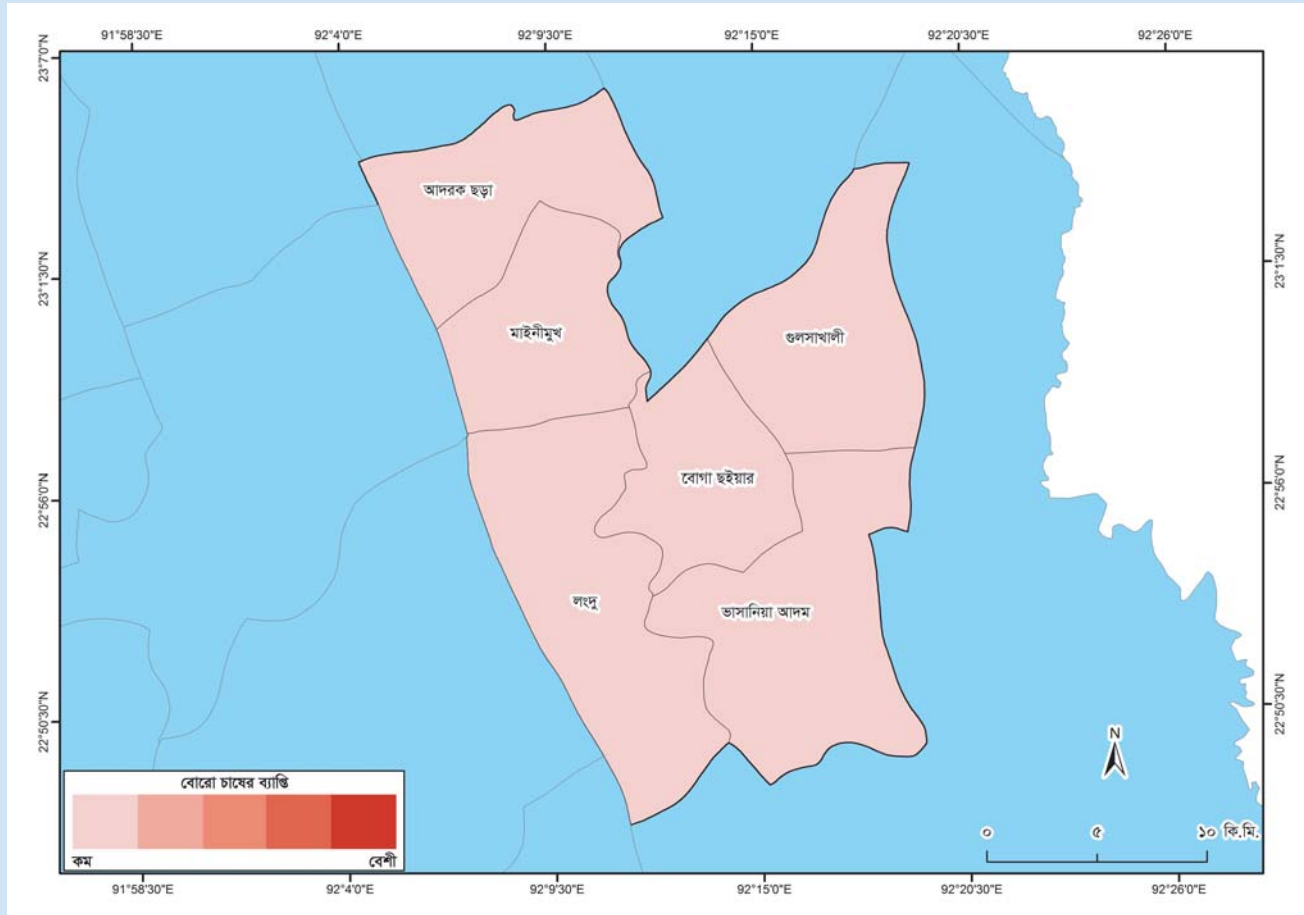 91°58'30"E 92°4'0"E 92°9'30"E 92°15'0"E 92°20'30"E 92°26'0"E
23°7'0"N
আদরক ছড়া
23°1'30"N 23°1'30"N
মাইনীমুখ
গুলসাখালী
বোগা ছইয়ার
22°56'0"N 22°56'0"N
লংদু
ভাসানিয়া আদম
22°50'30"N 22°50'30"N
N
বোরো চাষের ব্যাপ্তি
কম বেশী
০ ৫ ১০ কি.মি.
91°58'30"E 92°4'0"E 92°9'30"E 92°15'0"E 92°20'30"E 92°26'0"E